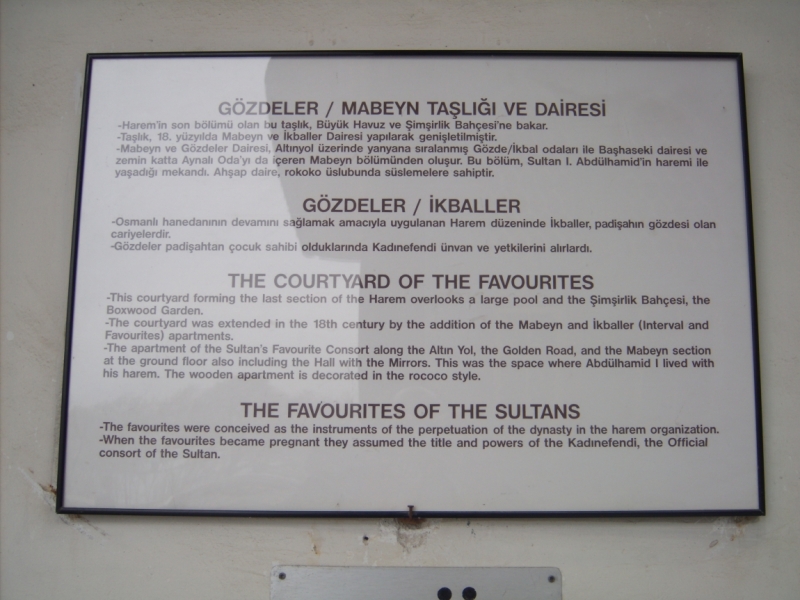 GÖZDELER / MABEYN TAŞLIĞI VE DAİRESİ
-Harem'in son bölümü olan bu taşlık, Büyük Havuz ve Şimşirlik Bahçesi'ne bakar.
-Taşlık, 18. yüzyılda Mabeyn ve İkballer Dairesi yapılarak genişletilmiştir.
-Mabeyn ve Gözdeler Dairesi, Altınyol üzerinde yanyana sıralanmış Gözde/İkbal odaları ile Başhaseki dairesi ve
zemin katta Aynalı Oda'yı da içeren Mabeyn bölümünden oluşur. Bu bölüm, Sultan I. Abdülhamid'in haremi ile
yaşadığı mekandı. Ahşap daire, rokoko üslubunda süslemelere sahiptir.
GÖZDELER / İKBALLER
-Osmanlı hanedanının devamını sağlamak amacıyla uygulanan Harem düzeninde İkballer, padişahın gözdesi olan
cariyelerdir.
-Gözdeler padişahtan çocuk sahibi olduklarında Kadınefendi ünvan ve yetkilerini alırlardı.
THE COURTYARD OF THE FAVOURITES
-This courtyard forming the last section of the Harem overlooks a large pool and the Şimşirlik Bahçesi, the
Boxwood Garden.
-The courtyard was extended in the 18th century by the addition of the Mabeyn and İkballer (Interval and
Favourites) apartments.
-The apartment of the Sultan's Favourite Consort along the Altın Yol, the Golden Road, and the Mabeyn section
at the ground floor also including the Hall with the Mirrors. This was the space where Abdülhamid I lived with
his harem. The wooden apartment is decorated in the rococo style.
THE FAVOURITES OF THE SULTANS
-The favourites were conceived as the instruments of the perpetuation of the dynasty in the harem organization.
-When the favourites became pregnant they assumed the title and powers of the Kadınefendi, the Official
consort of the Sultan.